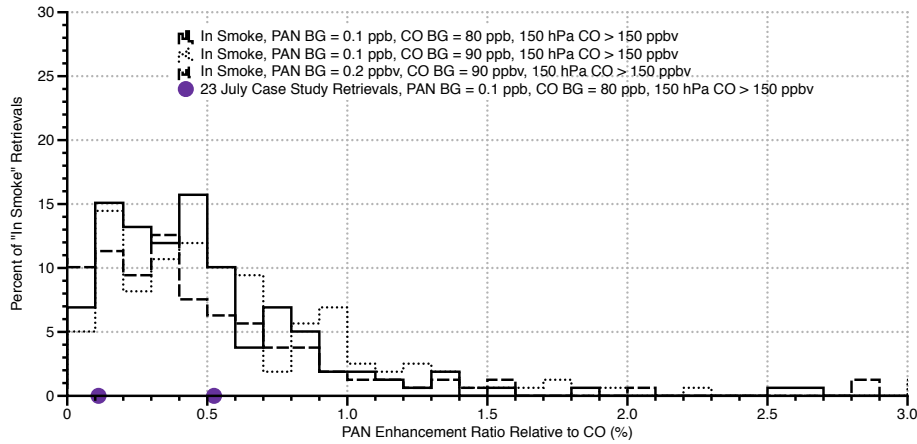 30
25
20
15
10
5
0
Percent of "In Smoke" Retrievals
In Smoke, PAN BG = 0.1 ppb, CO BG = 80 ppb, 150 hPa CO > 150 ppbv
In Smoke, PAN BG = 0.1 ppb, CO BG = 90 ppb, 150 hPa CO > 150 ppbv
In Smoke, PAN BG = 0.2 ppbv, CO BG = 90 ppbv, 150 hPa CO > 150 ppbv
23 July Case Study Retrievals, PAN BG = 0.1 ppb, CO BG = 80 ppb, 150 hPa CO > 150 ppbv
0 0.5 1.0 1.5 2.0 2.5 3.0
PAN Enhancement Ratio Relative to CO (%)